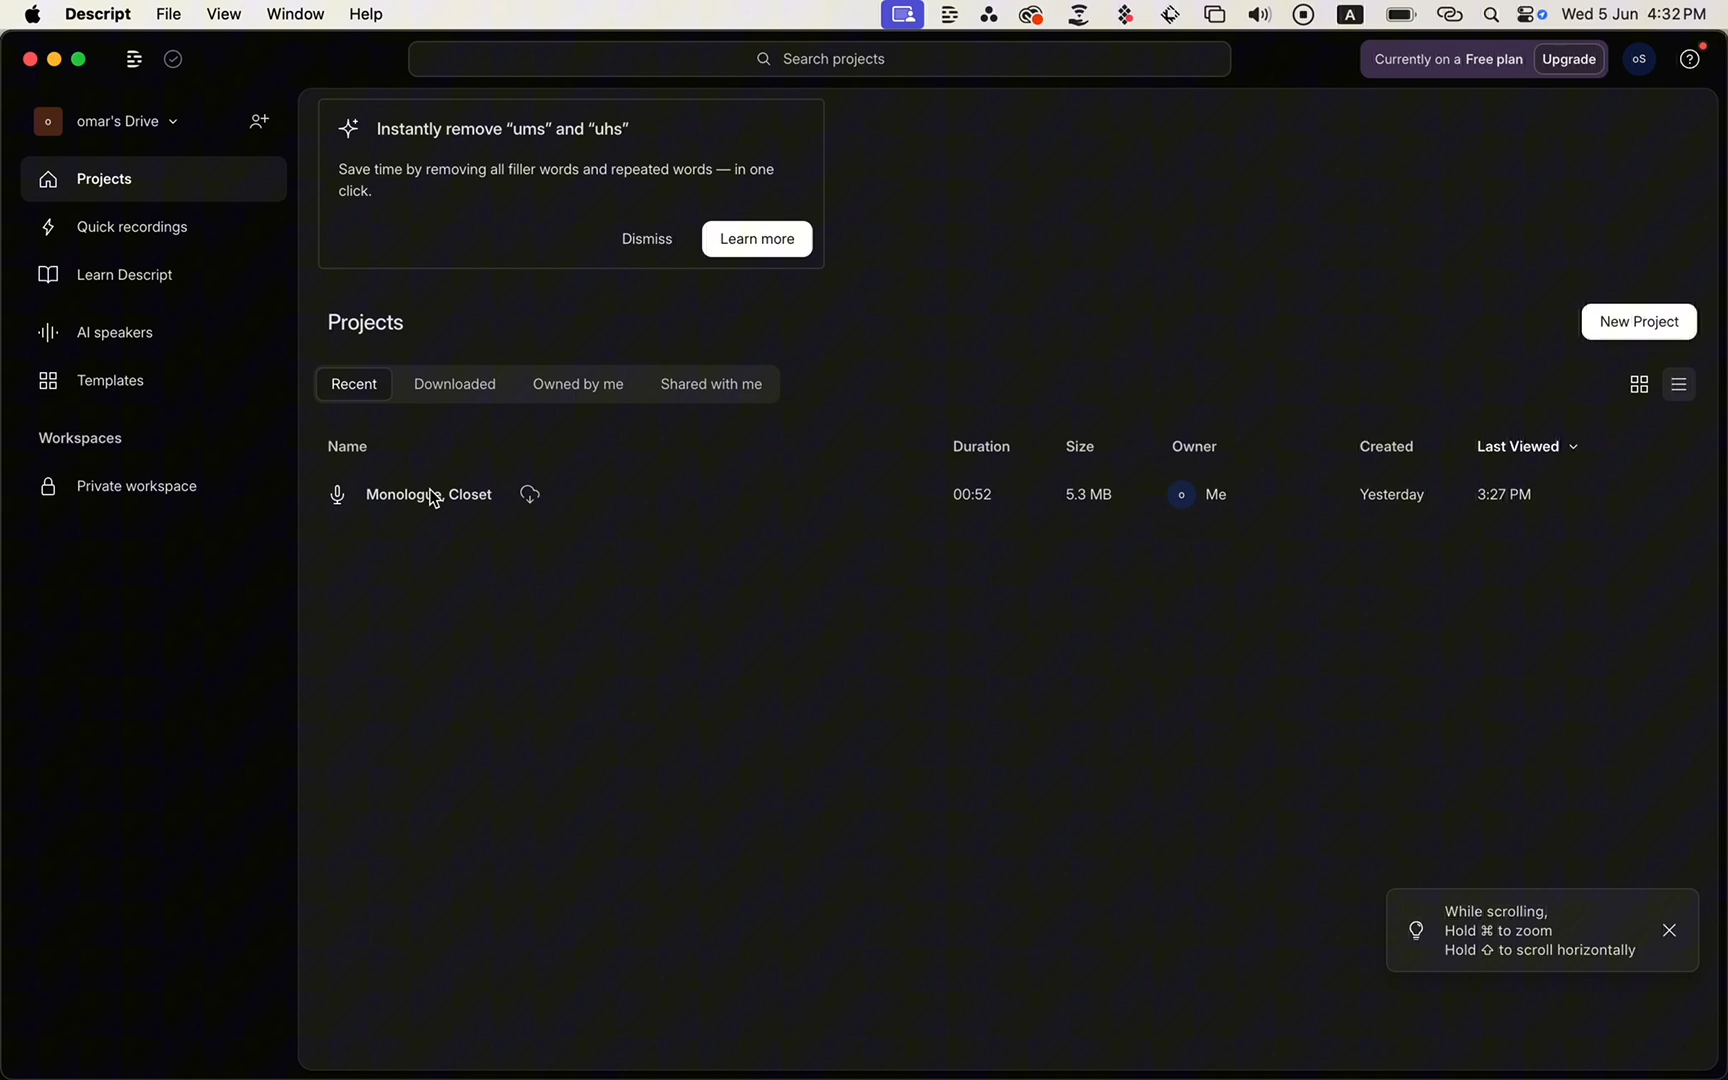 Descript File View Window Help
A Wed 5 Jun 4:32 PM
Search projects
Currently on a Free plan Upgrade oS
o omar's Drive
Projects
Quick recordings
Learn Descript
AI speakers
Templates
Workspaces
Private workspace
Instantly remove “ums” and “uhs”
Save time by removing all filler words and repeated words — in one
click.
Dismiss Learn more
Projects
New Project
Recent Downloaded Owned by me Shared with me
Name Duration Size Owner Created Last Viewed
Closet 00:52 5.3 MB o Me Yesterday 3:27 PM
While scrolling,
Hold ⌘ to zoom
Hold ⇧ to scroll horizontally